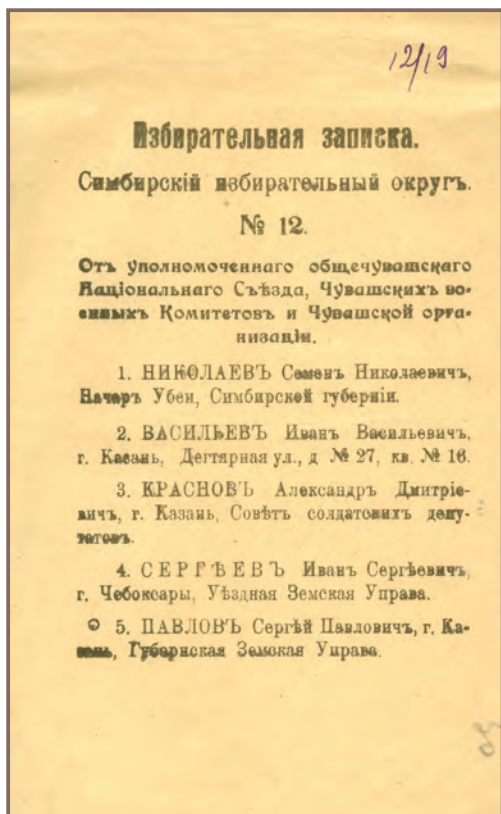 12/19
Избирательная записка.
Симбирскій избирательный округъ.
№ 12.
Отъ уполномоченнаго общечувашскаго
Національнаго Съѣзда, Чувашскихъ во-
енныхъ Комитетовъ и Чувашской орга-
низаціи.
1. НИКОЛАЕВЪ Семенъ Николаевичъ,
Начаръ Убеи, Симбирской губерніи.
2. ВАСИЛЬЕВЪ Иванъ Васильевичъ,
г. Казань, Дегтярная ул., д № 27, кв. № 16.
3. КРАСНОВЪ Александръ Дмитріе-
вичъ, г. Казань, Совѣтъ солдатовихъ депу-
татовъ.
4. СЕРГѢЕВЪ Иванъ Сергѣевичъ,
г. Чебоксары, Уѣздная Земская Управа.
5. ПАВЛОВЪ Сергѣй Павловичъ, г. Ка-
зань, Губернская Земская Управа.